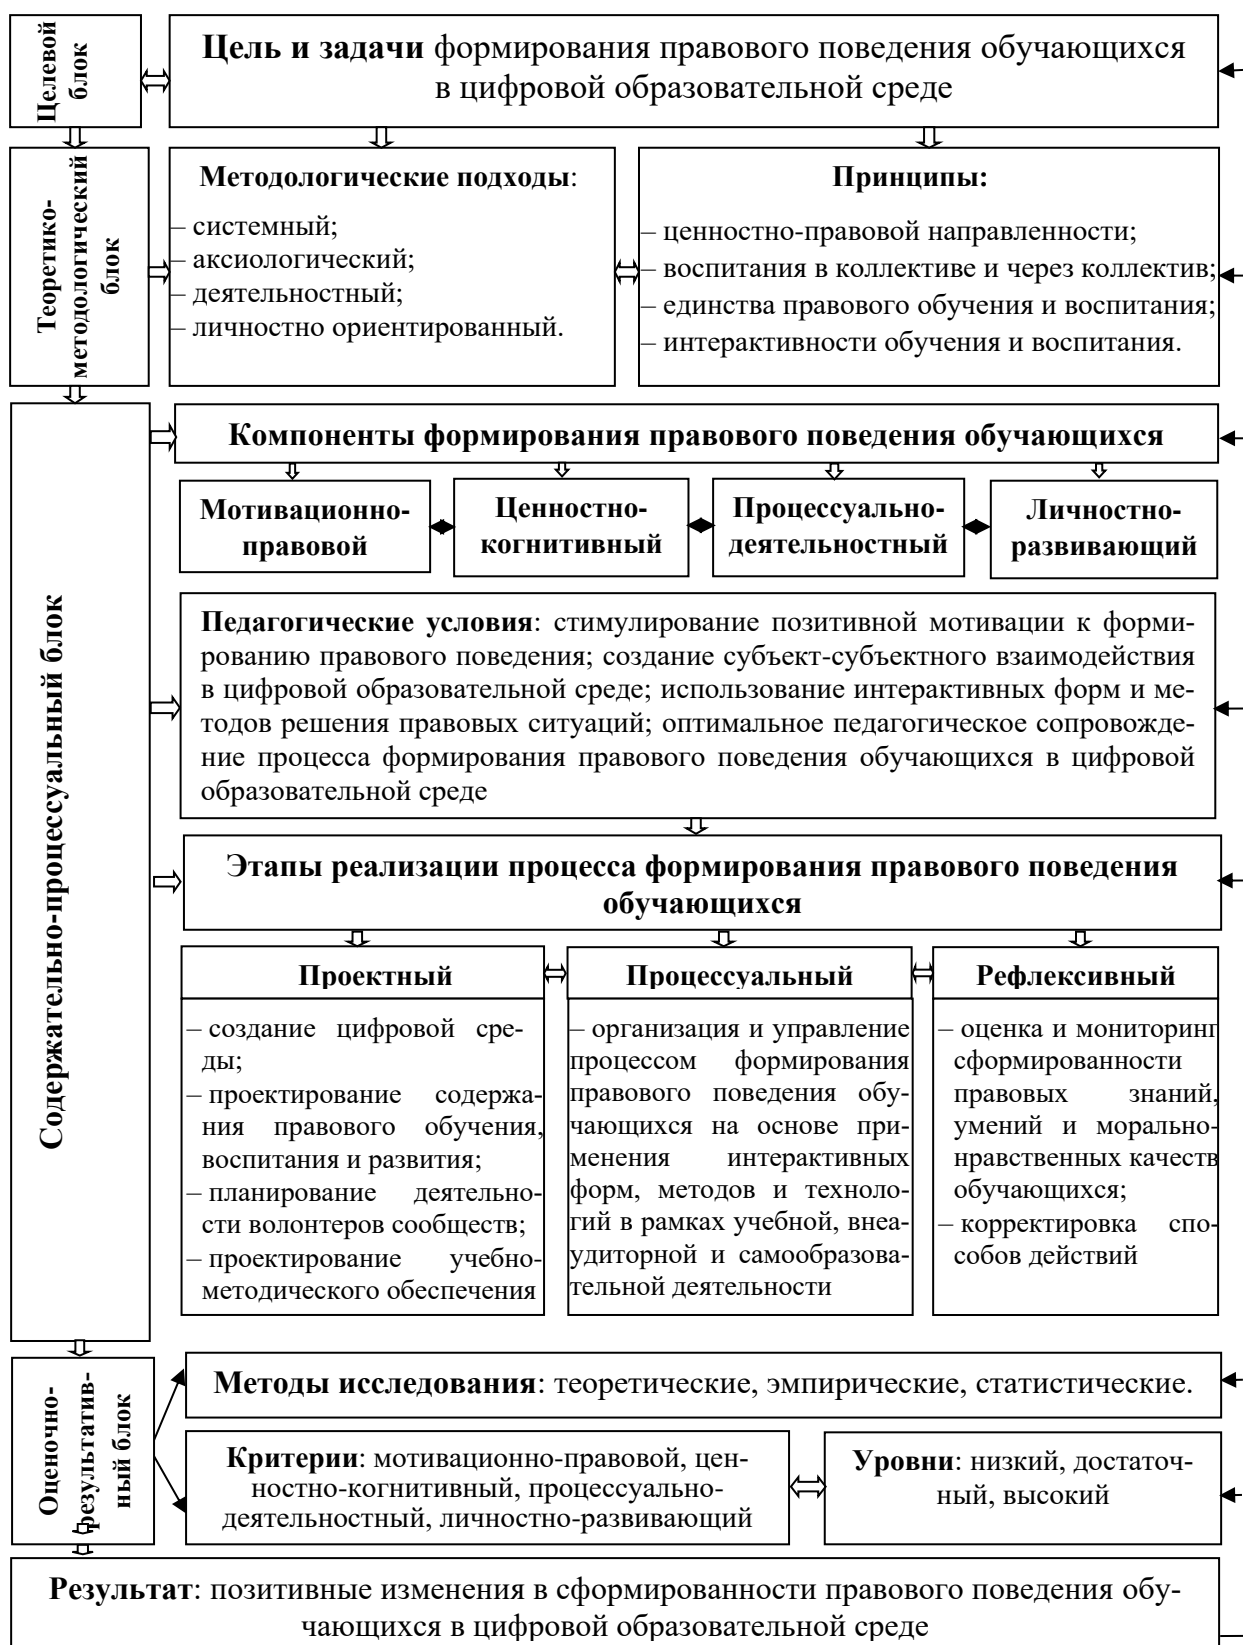 Целевой
блок
Цель и задачи формирования правового поведения обучающихся
в цифровой образовательной среде
Теоретико-
методологический
блок
Методологические подходы:
– системный;
– аксиологический;
– деятельностный;
– личностно ориентированный.
Принципы:
– ценностно-правовой направленности;
– воспитания в коллективе и через коллектив;
– единства правового обучения и воспитания;
– интерактивности обучения и воспитания.
Содержательно-процессуальный блок
Компоненты формирования правового поведения обучающихся
Мотивационно-
правовой
Ценностно-
когнитивный
Процессуально-
деятельностный
Личностно-
развивающий
Педагогические условия: стимулирование позитивной мотивации к форми-
рованию правового поведения; создание субъект-субъектного взаимодействия
в цифровой образовательной среде; использование интерактивных форм и ме-
тодов решения правовых ситуаций; оптимальное педагогическое сопровожде-
ние процесса формирования правового поведения обучающихся в цифровой
образовательной среде
Этапы реализации процесса формирования правового поведения
обучающихся
Проектный
– создание цифровой сре-
ды;
– проектирование содержа-
ния правового обучения,
воспитания и развития;
– планирование деятельно-
сти волонтеров сообществ;
– проектирование учебно-
методического обеспечения
Процессуальный
– организация и управление
процессом формирования
правового поведения обу-
чающихся на основе при-
менения интерактивных
форм, методов и техноло-
гий в рамках учебной, внеа-
удиторной и самообразова-
тельной деятельности
Рефлексивный
– оценка и мониторинг
сформированности
правовых знаний,
умений и морально-
нравственных качеств
обучающихся;
– корректировка спо-
собов действий
Оценочно-
результатив-
ный блок
Методы исследования: теоретические, эмпирические, статистические.
Критерии: мотивационно-правовой, цен-
ностно-когнитивный, процессуально-
деятельностный, личностно-развивающий
Уровни: низкий, достаточ-
ный, высокий
Результат: позитивные изменения в сформированности правового поведения обу-
чающихся в цифровой образовательной среде